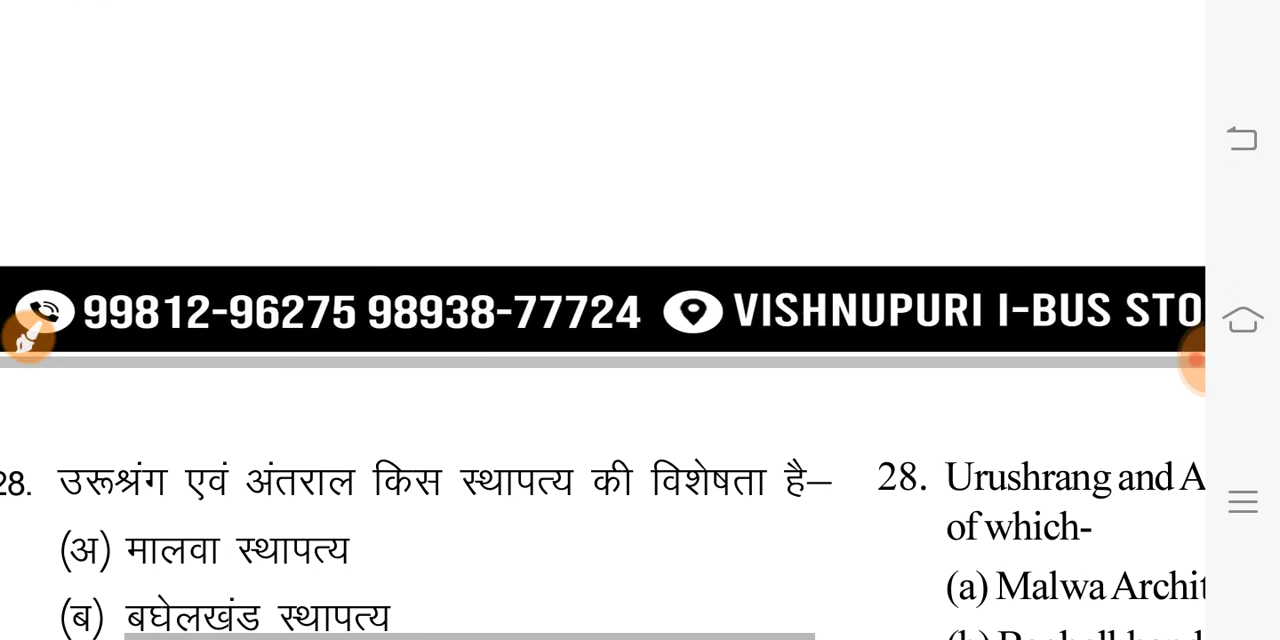 99812-96275 98938-77724 VISHNUPURI I-BUS STO
28. उरूश्रंग एवं अंतराल किस स्थापत्य की विशेषता है–
(अ) मालवा स्थापत्य
(ब) बघेलखंड स्थापत्य
28. Urushrang and A
of which-
(a) Malwa Archit